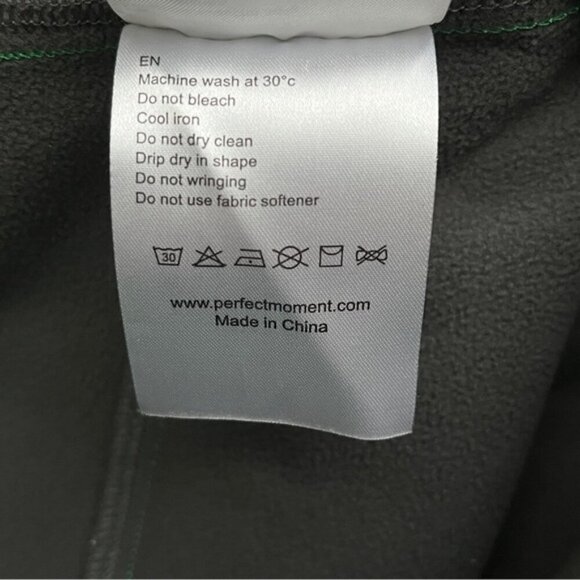 EN
Machine wash at 30°c
Do not bleach
Cool iron
Do not dry clean
Drip dry in shape
Do not wringing
Do not use fabric softener
30
www.perfectmoment.com
Made in China